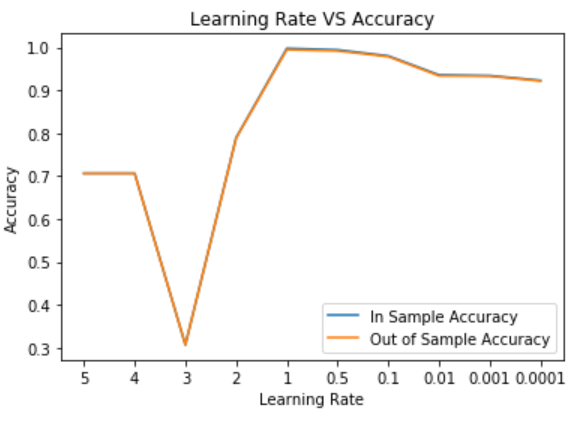 Learning Rate VS Accuracy
1.0
0.9
0.8
0.7
0.6
0.5
0.4
0.3
Accuracy
In Sample Accuracy
Out of Sample Accuracy
5 4 3 2 1 0.5 0.1 0.01 0.001 0.0001
Learning Rate